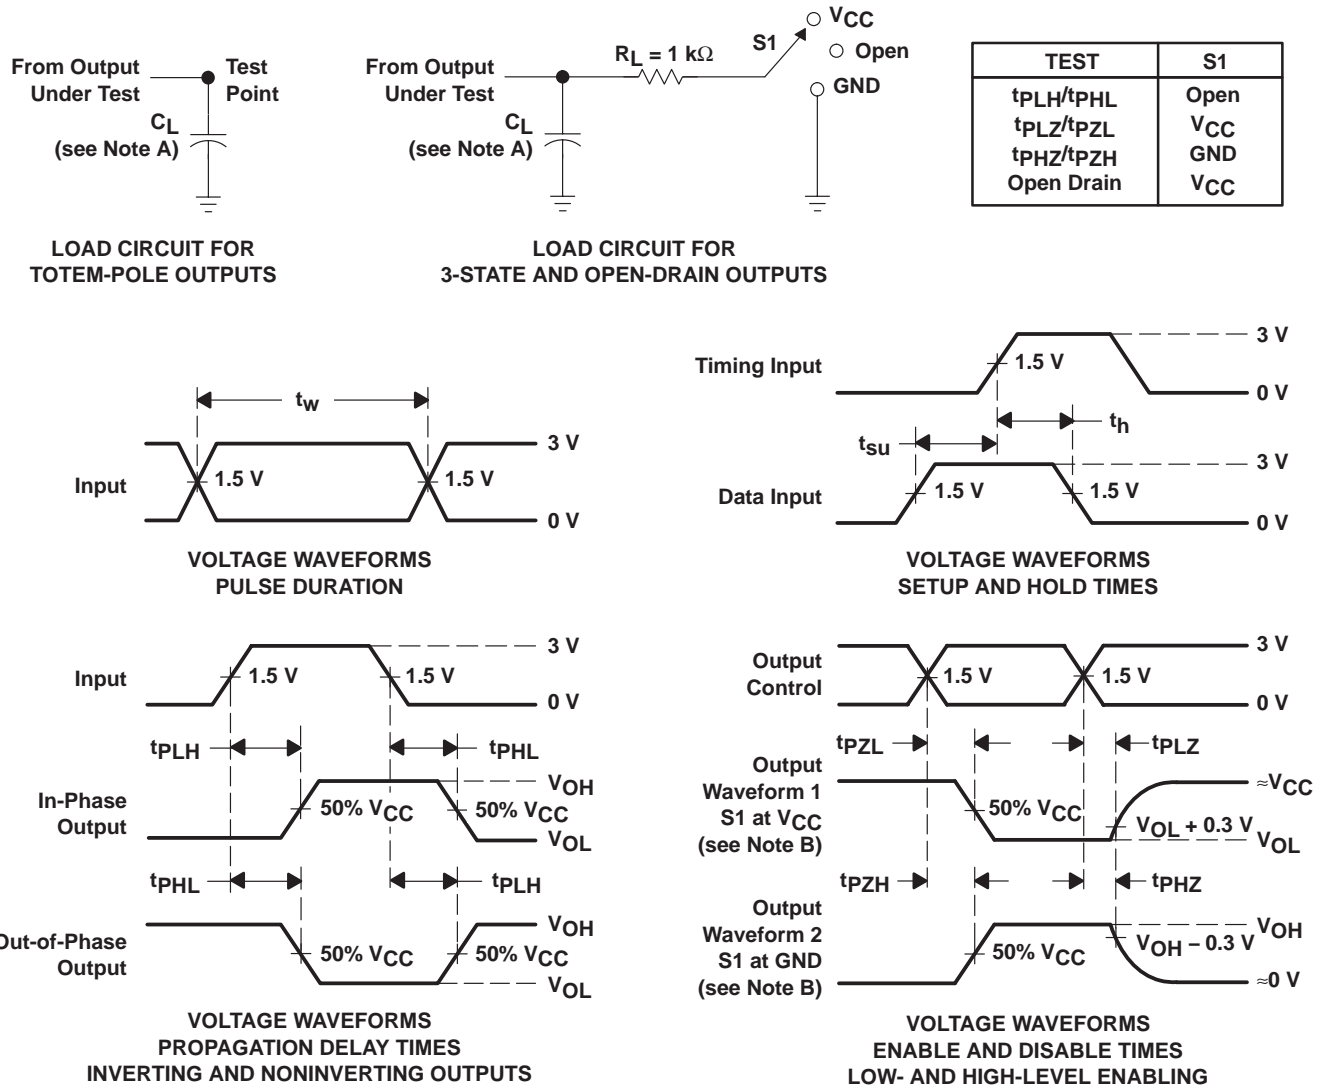 From Output
Under Test
Test
Point
CL
(see Note A)
LOAD CIRCUIT FOR
TOTEM-POLE OUTPUTS
From Output
Under Test
CL
(see Note A)
RL = 1 kΩ
S1
VCC
Open
GND
LOAD CIRCUIT FOR
3-STATE AND OPEN-DRAIN OUTPUTS
TEST S1
tPLH/tPHL Open
tPLZ/tPZL VCC
tPHZ/tPZH GND
Open Drain VCC
tw
Input
1.5 V
1.5 V
3 V
0 V
VOLTAGE WAVEFORMS
PULSE DURATION
Timing Input
1.5 V
3 V
0 V
tsu
th
Data Input
1.5 V
1.5 V
3 V
0 V
VOLTAGE WAVEFORMS
SETUP AND HOLD TIMES
Input
1.5 V
1.5 V
3 V
0 V
tPLH
tPHL
In-Phase
Output
50% VCC
50% VCC
VOH
VOL
tPHL
tPLH
Out-of-Phase
Output
50% VCC
50% VCC
VOH
VOL
VOLTAGE WAVEFORMS
PROPAGATION DELAY TIMES
INVERTING AND NONINVERTING OUTPUTS
Output
Control
1.5 V
1.5 V
3 V
0 V
tPZL
tPLZ
Output
Waveform 1
S1 at VCC
(see Note B)
50% VCC
VOL + 0.3 V
≈VCC
VOL
tPZH
tPHZ
Output
Waveform 2
S1 at GND
(see Note B)
50% VCC
VOH − 0.3 V
VOH
≈0 V
VOLTAGE WAVEFORMS
ENABLE AND DISABLE TIMES
LOW- AND HIGH-LEVEL ENABLING